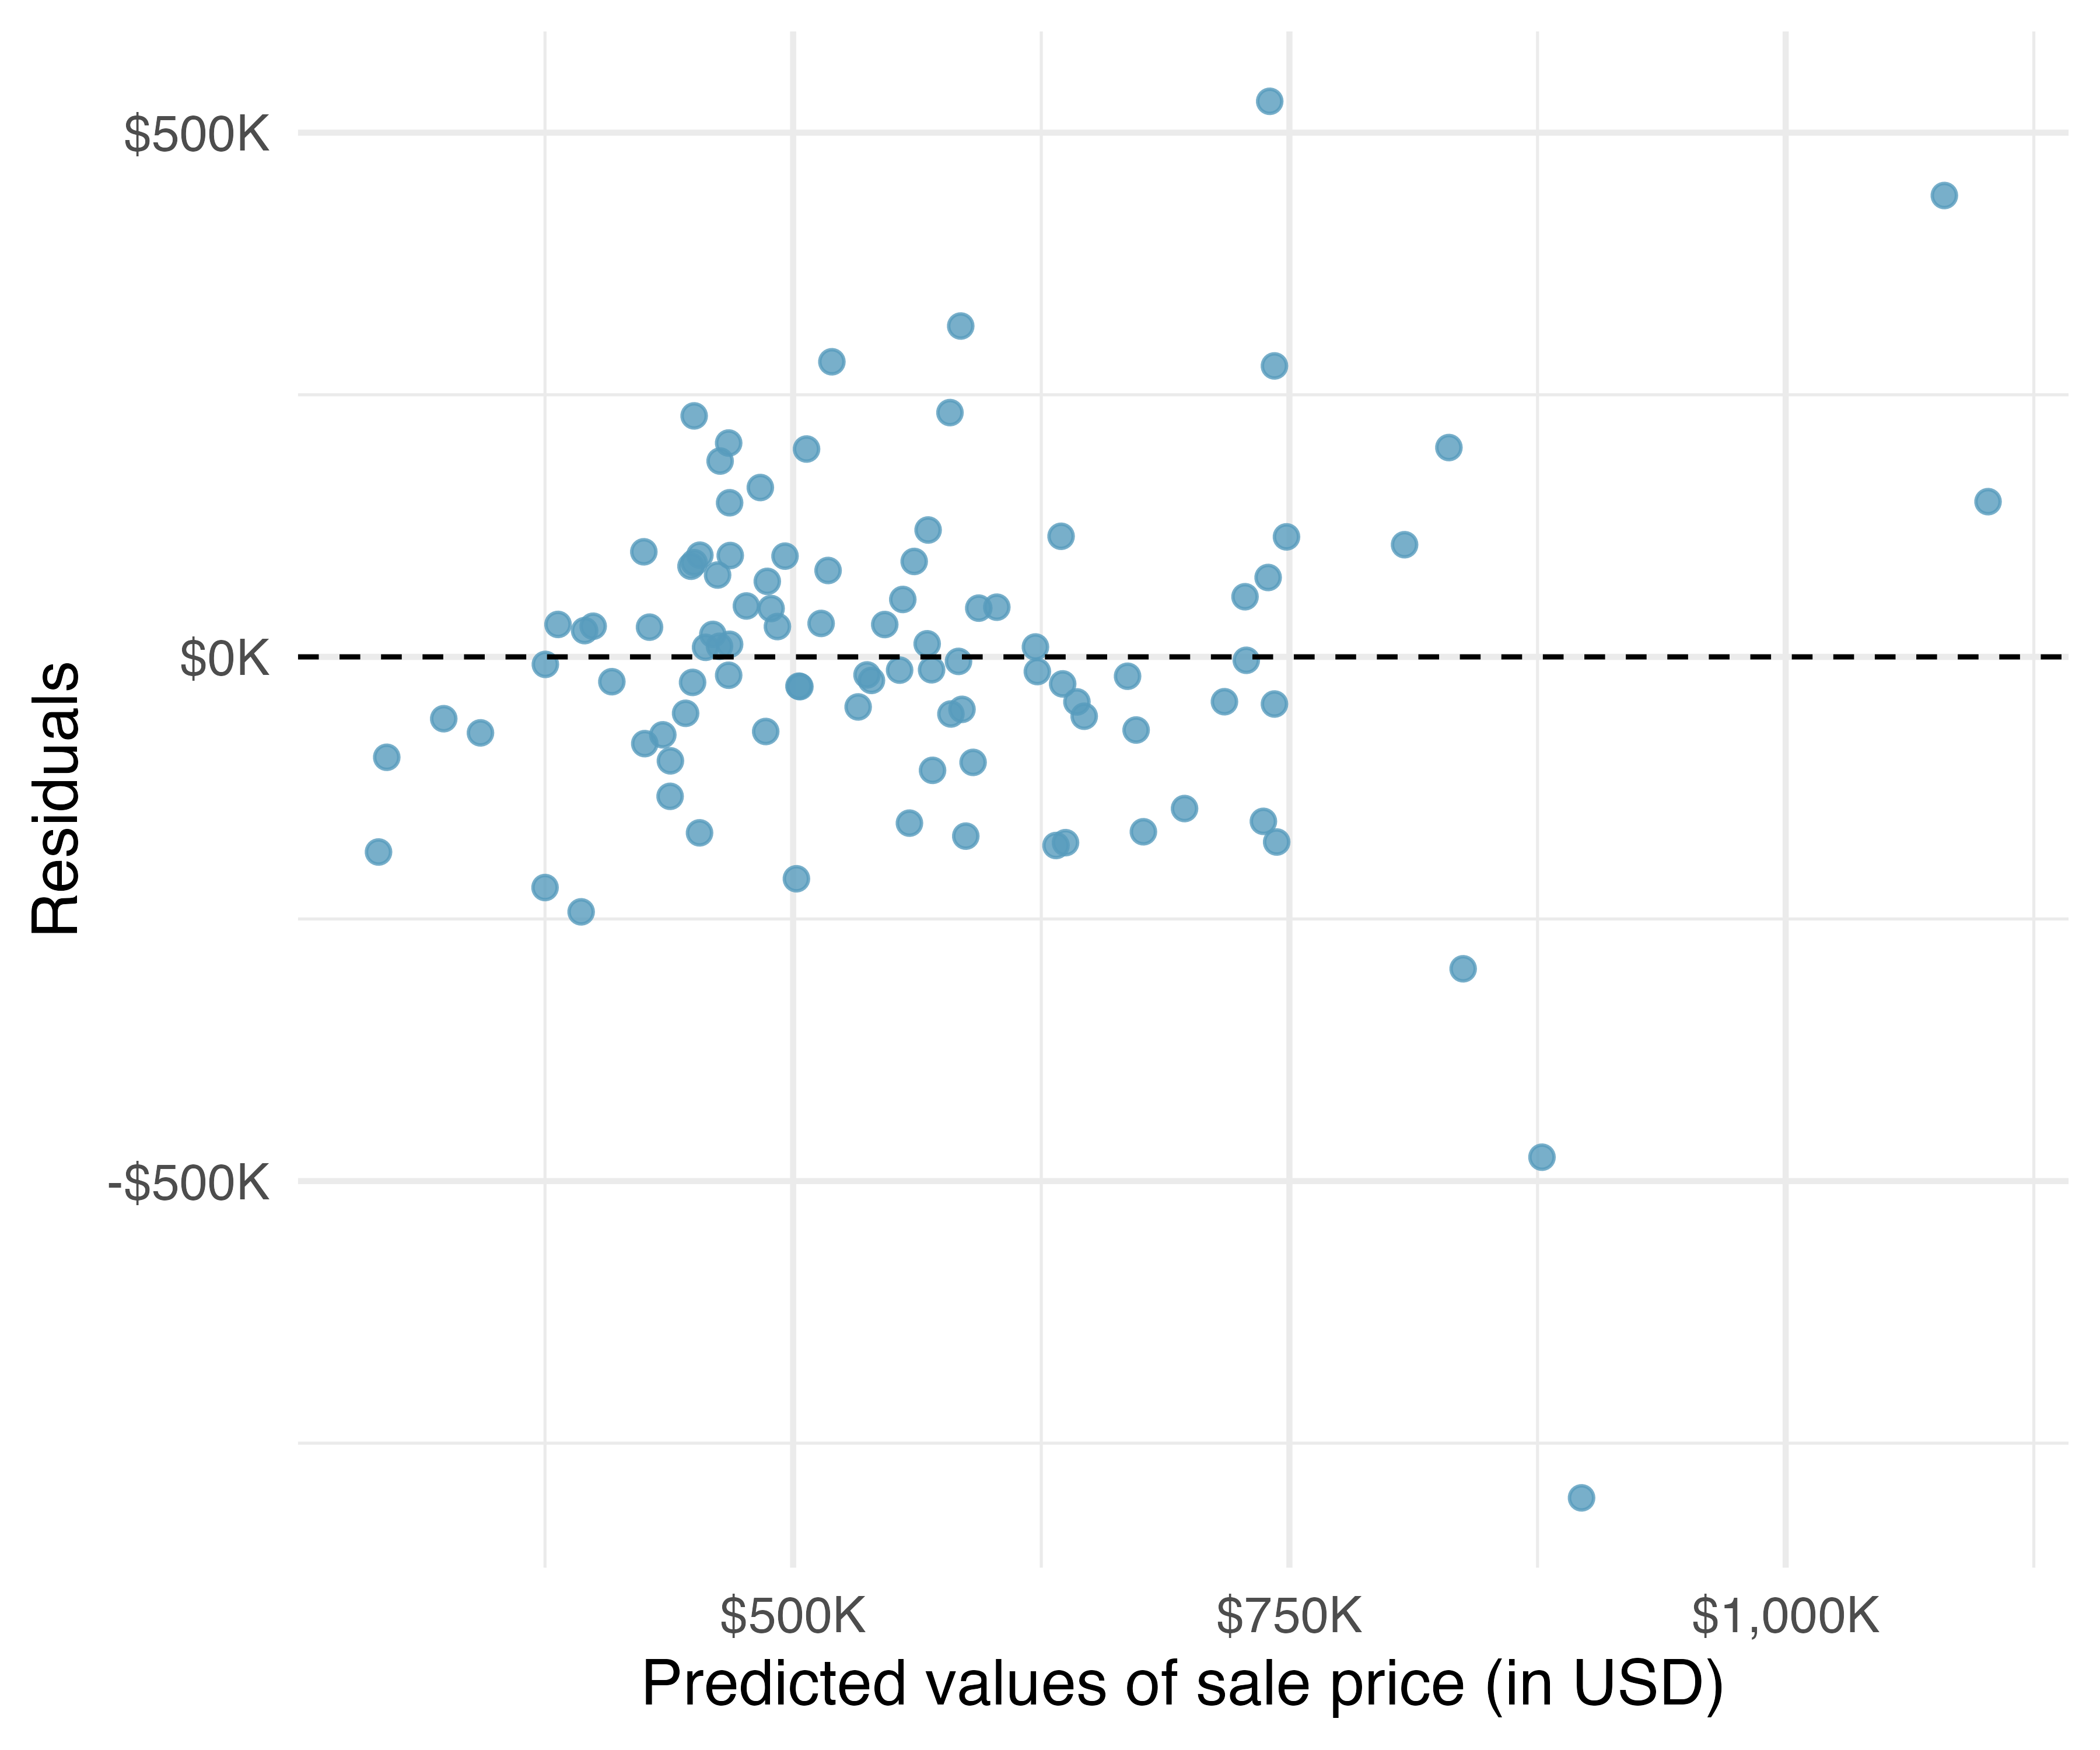 $500K
$0K
-$500K
Residuals
$500K
$750K
$1,000K
Predicted values of sale price (in USD)